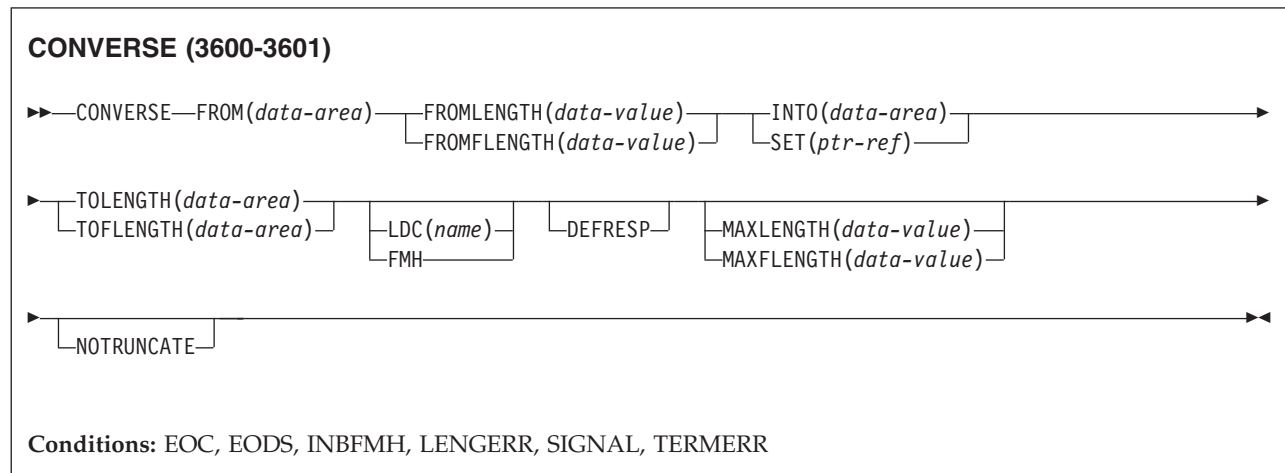 CONVERSE (3600-3601)
CONVERSE FROM(data-area) FROMLENGTH(data-value) INTO(data-area)
FROMFLENGTH(data-value) SET(ptr-ref)
TOLENGTH(data-area)
TOFLENGTH(data-area) LDC(name) DEFRESP MAXLENGTH(data-value)
FMH MAXFLENGTH(data-value)
NOTRUNCATE
Conditions: EOC, EODS, INBFMH, LENGERR, SIGNAL, TERMERR